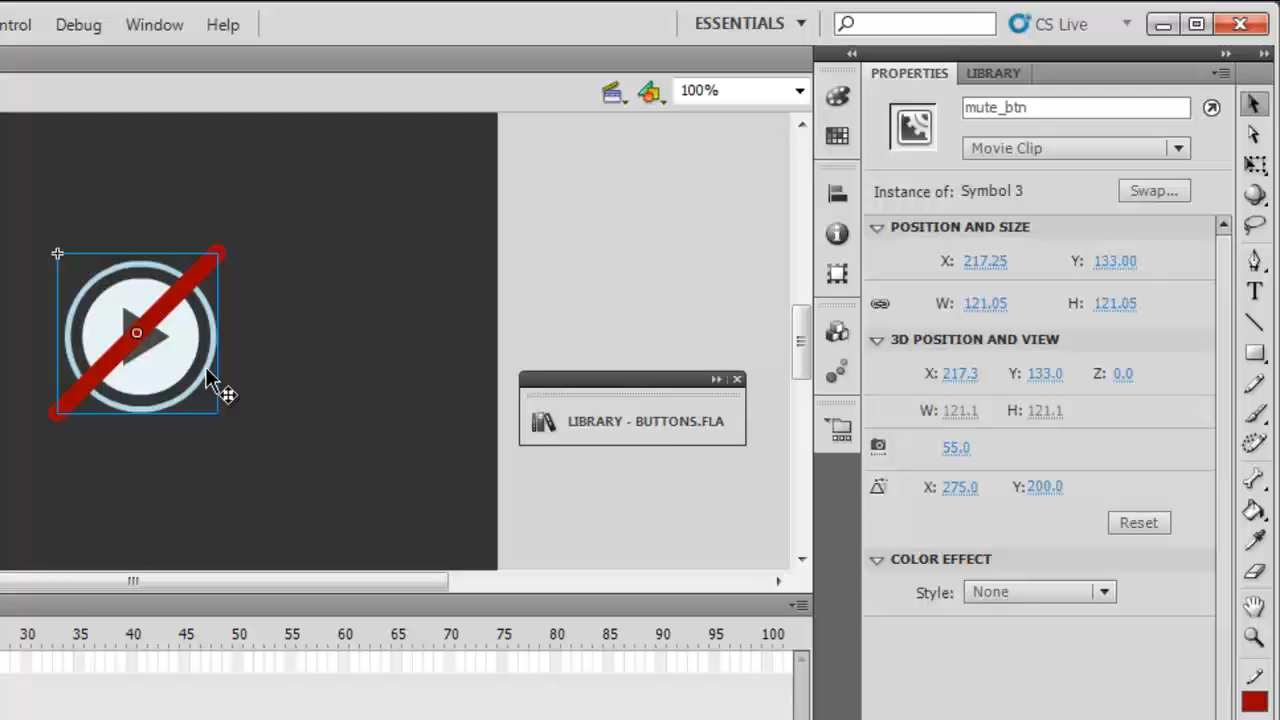 ntrol Debug Window Help ESSENTIALS CS Live
PROPERTIES LIBRARY
100%
mute_btn
Movie Clip
Instance of: Symbol 3 Swap...
POSITION AND SIZE
X: 217.25 Y: 133.00
W: 121.05 H: 121.05
3D POSITION AND VIEW
X: 217.3 Y: 133.0 Z: 0.0
W: 121.1 H: 121.1
LIBRARY - BUTTONS.FLA
55.0
X: 275.0 Y: 200.0
Reset
COLOR EFFECT
Style: None
30 35 40 45 50 55 60 65 70 75 80 85 90 95 100
T